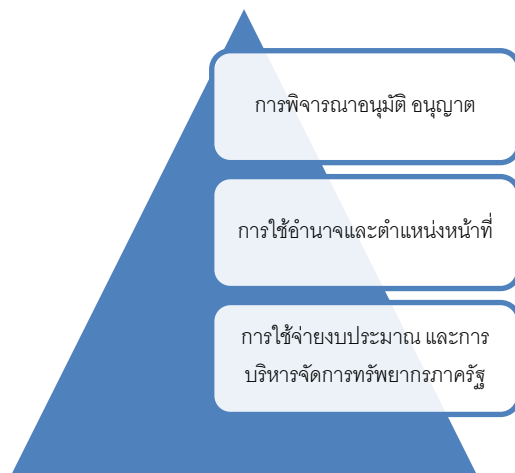 การพิจารณาอนุมัติ อนุญาต
การใช้อำนาจและตำแหน่งหน้าที่
การใช้จ่ายงบประมาณ และการ
บริหารจัดการทรัพยากรภาครัฐ